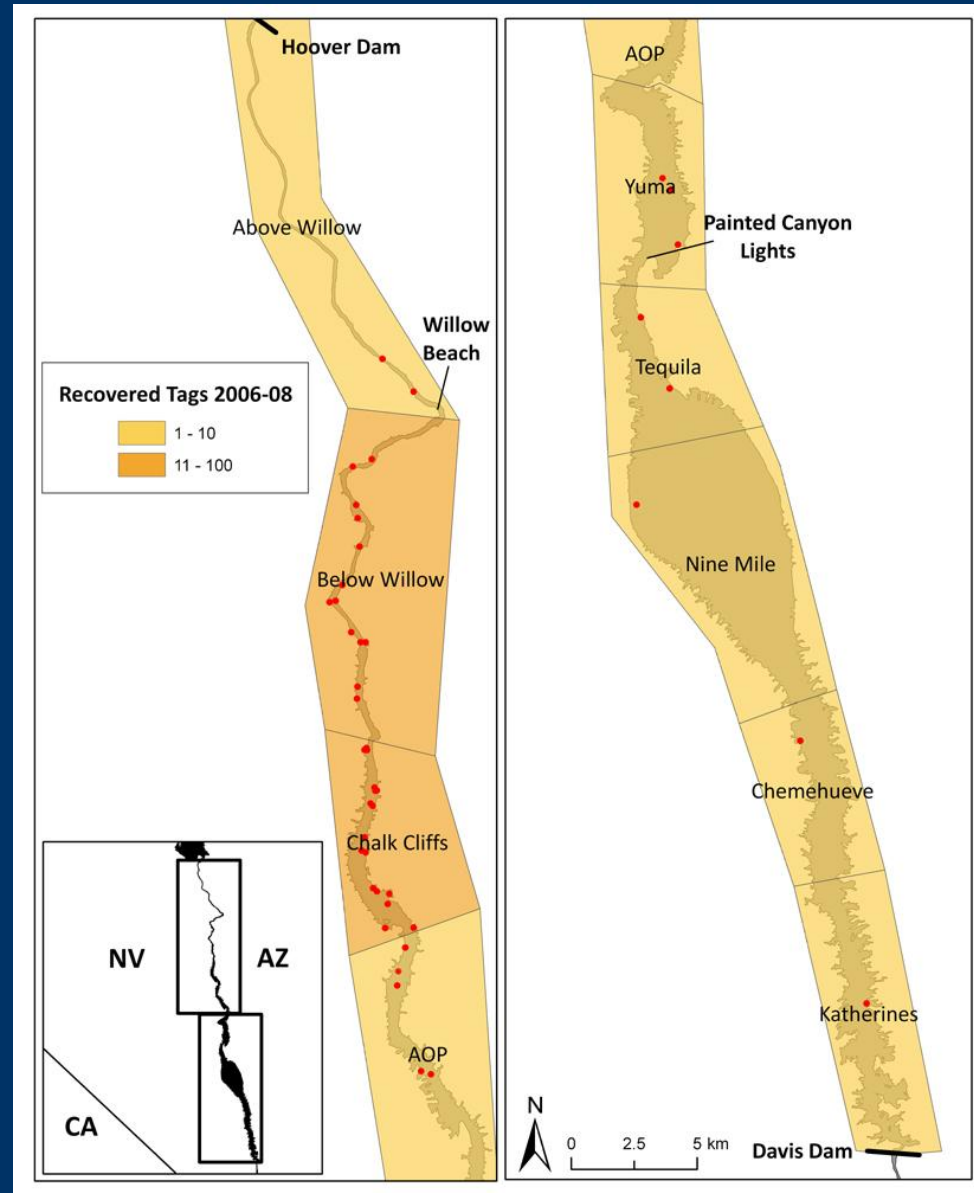 Hoover Dam
Above Willow
Willow
Beach
Recovered Tags 2006-08
1 - 10
11 - 100
Below Willow
Chalk Cliffs
AOP
NV
AZ
CA
AOP
Yuma
Painted Canyon
Lights
Tequila
Nine Mile
Chemehueve
Katherines
Davis Dam
N
0 2.5 5 km